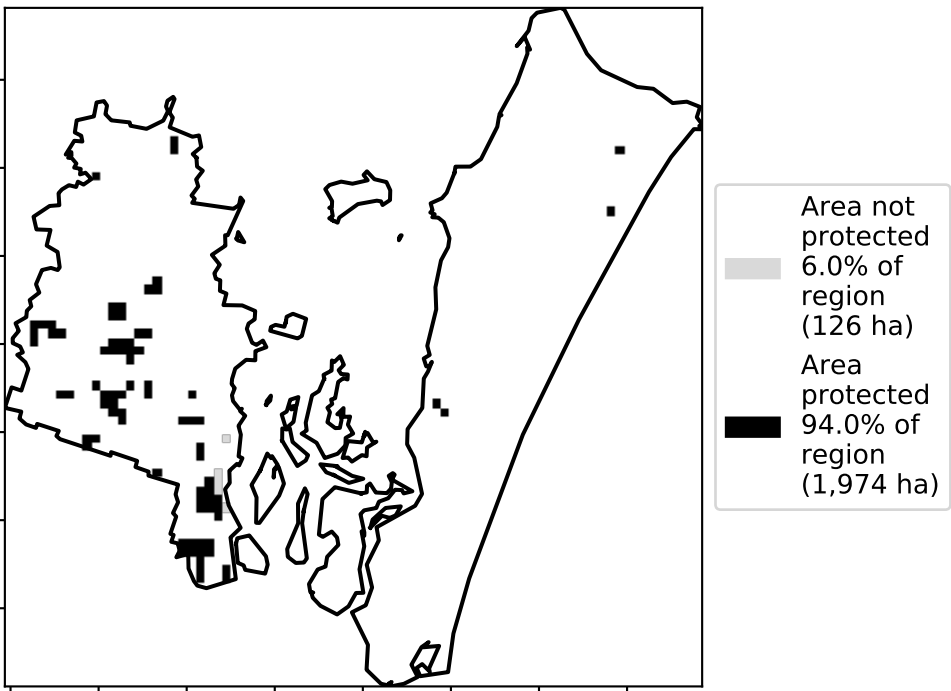 Area not
protected
6.0% of
region
(126 ha)
Area
protected
94.0% of
region
(1,974 ha)